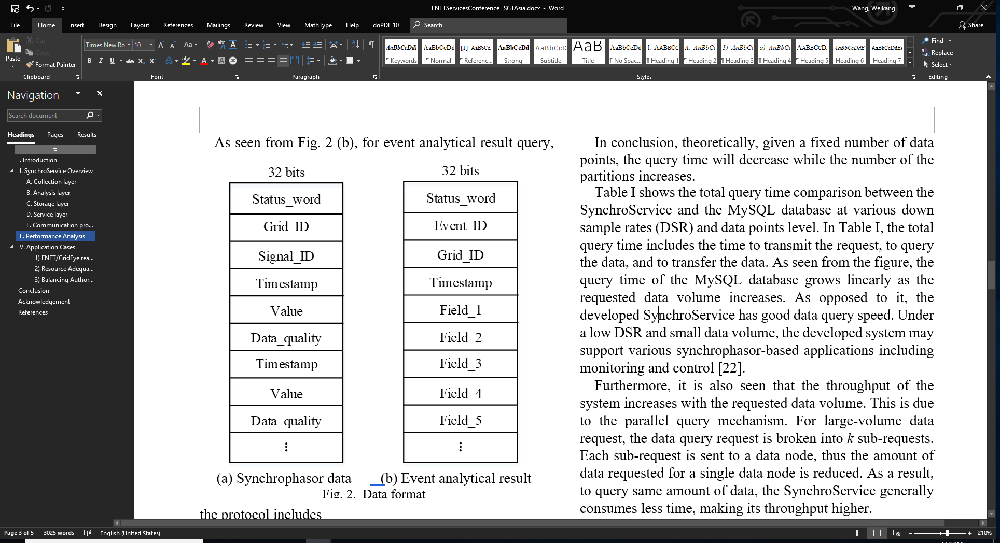 FNETServicesConference_ISGTAsia.docx - Word
Wang, Weikang
File
Home
Insert
Design
Layout
References
Mailings
Review
View
MathType
Help
doPDF 10
Search
Share
Paste
Cut
Copy
Format Painter
Clipboard
Times New Ro
10
Font
Paragraph
AaBbCcDdI
¶ Keywords
AaBbCcDd
¶ Normal
[1] AaBbCcI
¶ Referenc...
AaBbCcDd
Strong
AaBbCcD
Subtitle
AaB
Title
AaBbCcDd
¶ No Spac...
I. AABBCC
¶ Heading 1
A. AaBbC
¶ Heading 2
1) AaBbC
¶ Heading 3
a) AaBbC
¶ Heading 4
AABBCCDI
¶ Heading 5
AaBbCcDdE
Heading 6
AaBbCcDdE
Heading 7
Styles
Find
Replace
Select
Editing
Navigation
Search document
Headings
Pages
Results
I. Introduction
II. SynchroService Overview
A. Collection layer
B. Analysis layer
C. Storage layer
D. Service layer
E. Communication pro...
III. Performance Analysis
IV. Application Cases
1) FNET/GridEye rea...
2) Resource Adequa...
3) Balancing Author...
Conclusion
Acknowledgement
References
As seen from Fig. 2 (b), for event analytical result query,
32 bits
Status_word
Grid_ID
Signal_ID
Timestamp
Value
Data_quality
Timestamp
Value
Data_quality
⋮
(a) Synchrophasor data
32 bits
Status_word
Event_ID
Grid_ID
Timestamp
Field_1
Field_2
Field_3
Field_4
Field_5
⋮
(b) Event analytical result
Fig. 2. Data format
the protocol includes
In conclusion, theoretically, given a fixed number of data
points, the query time will decrease while the number of the
partitions increases.
Table I shows the total query time comparison between the
SynchroService and the MySQL database at various down
sample rates (DSR) and data points level. In Table I, the total
query time includes the time to transmit the request, to query
the data, and to transfer the data. As seen from the figure, the
query time of the MySQL database grows linearly as the
requested data volume increases. As opposed to it, the
developed SynchroService has good data query speed. Under
a low DSR and small data volume, the developed system may
support various synchrophasor-based applications including
monitoring and control [22].
Furthermore, it is also seen that the throughput of the
system increases with the requested data volume. This is due
to the parallel query mechanism. For large-volume data
request, the data query request is broken into k sub-requests.
Each sub-request is sent to a data node, thus the amount of
data requested for a single data node is reduced. As a result,
to query same amount of data, the SynchroService generally
consumes less time, making its throughput higher.
Page 3 of 5
3025 words
English (United States)
210%